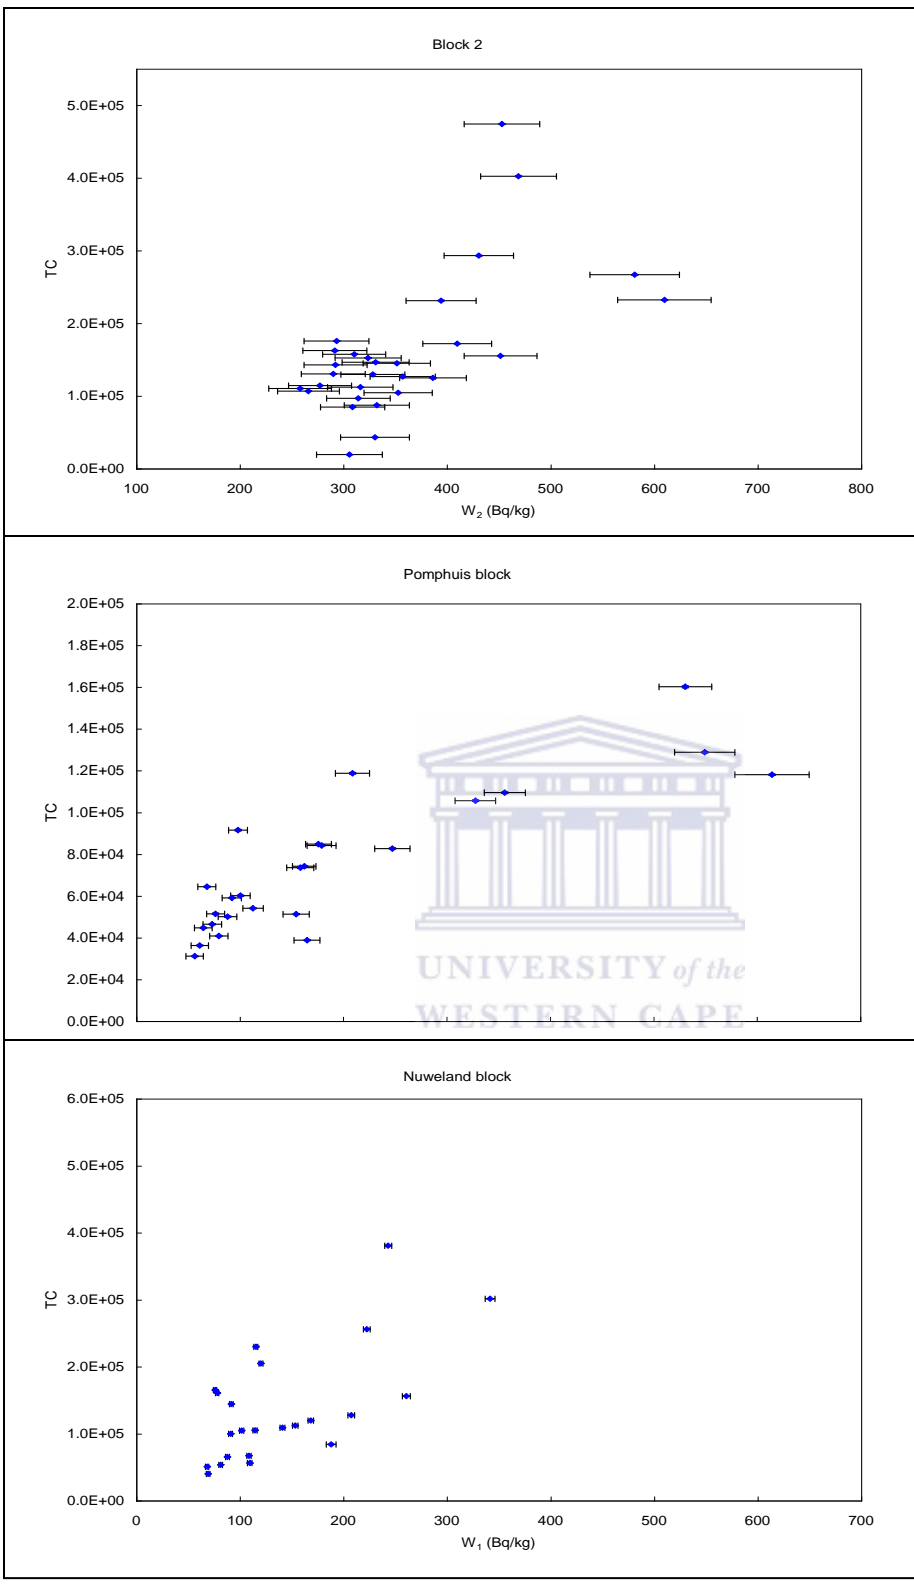 Block 2
5.0E+05
4.0E+05
3.0E+05
TC
2.0E+05
1.0E+05
0.0E+00
100 200 300 400 500 600 700 800
W2 (Bq/kg)
Pomphuis block
2.0E+05
1.8E+05
1.6E+05
1.4E+05
1.2E+05
TC
1.0E+05
8.0E+04
6.0E+04
4.0E+04
2.0E+04
0.0E+00
UNIVERSITY of the
WESTERN CAPE
Nuweland block
6.0E+05
5.0E+05
4.0E+05
3.0E+05
TC
2.0E+05
1.0E+05
0.0E+00
0 100 200 300 400 500 600 700
W1 (Bq/kg)